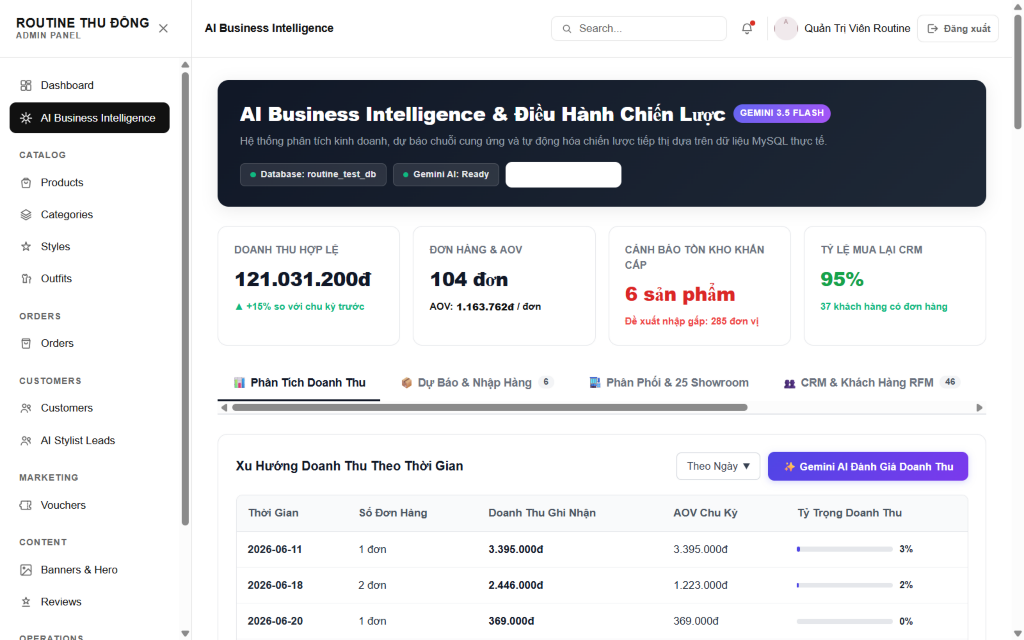 ROUTINE THU ĐÔNG
ADMIN PANEL
AI Business Intelligence
Search...
A
Quản Trị Viên Routine
Đăng xuất
Dashboard
AI Business Intelligence
CATALOG
Products
Categories
Styles
Outfits
ORDERS
Orders
CUSTOMERS
Customers
AI Stylist Leads
MARKETING
Vouchers
CONTENT
Banners & Hero
Reviews
OPERATIONS
AI Business Intelligence & Điều Hành Chiến Lược
GEMINI 3.5 FLASH
Hệ thống phân tích kinh doanh, dự báo chuỗi cung ứng và tự động hóa chiến lược tiếp thị dựa trên dữ liệu MySQL thực tế.
Database: routine_test_db
Gemini AI: Ready
DOANH THU HỢP LỆ
121.031.200đ
▲ +15% so với chu kỳ trước
ĐƠN HÀNG & AOV
104 đơn
AOV: 1.163.762đ / đơn
CẢNH BÁO TỒN KHO KHẨN
CẤP
6 sản phẩm
Đề xuất nhập gấp: 285 đơn vị
TỶ LỆ MUA LẠI CRM
95%
37 khách hàng có đơn hàng
📊 Phân Tích Doanh Thu
📦 Dự Báo & Nhập Hàng 6
🏬 Phân Phối & 25 Showroom
👥 CRM & Khách Hàng RFM 46
Xu Hướng Doanh Thu Theo Thời Gian
Theo Ngày ▼
✨ Gemini AI Đánh Giá Doanh Thu
Thời Gian Số Đơn Hàng Doanh Thu Ghi Nhận AOV Chu Kỳ Tỷ Trọng Doanh Thu
2026-06-11 1 đơn 3.395.000đ 3.395.000đ 3%
2026-06-18 2 đơn 2.446.000đ 1.223.000đ 2%
2026-06-20 1 đơn 369.000đ 369.000đ 0%